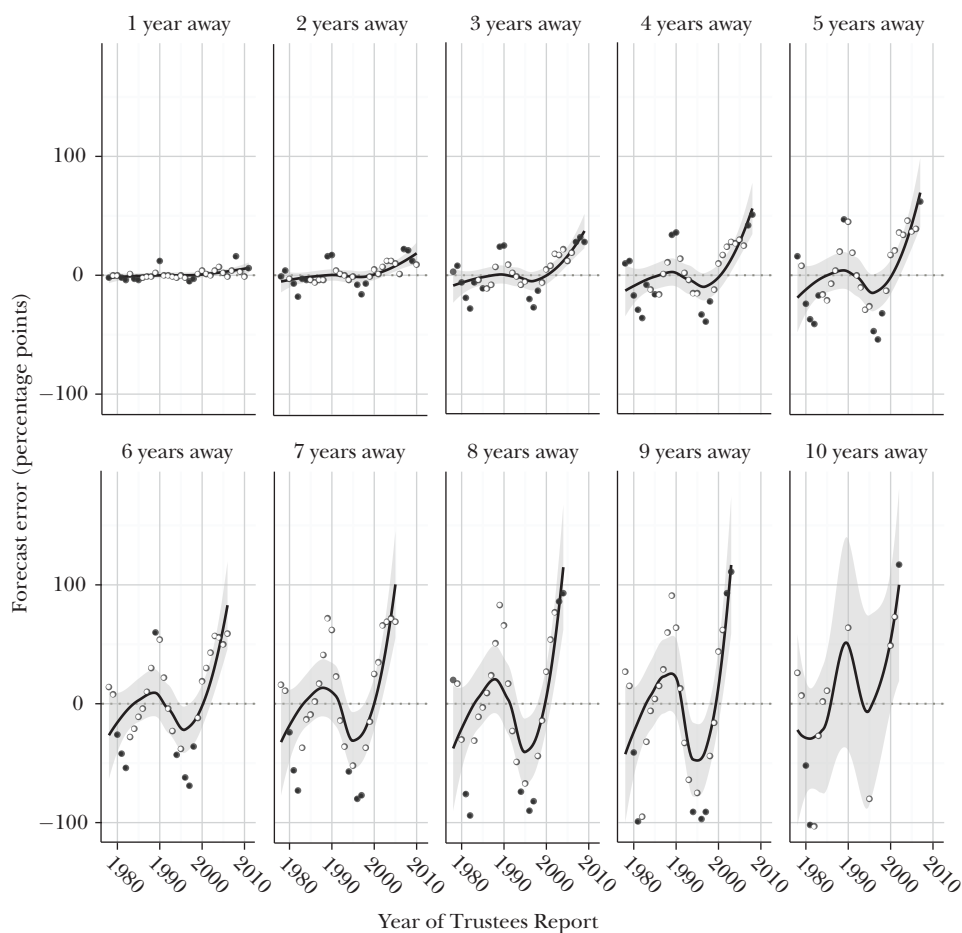 1 year away 2 years away 3 years away 4 years away 5 years away
100
0
−100
Forecast error (percentage points)
6 years away 7 years away 8 years away 9 years away 10 years away
100
0
−100
1980 1990 2000 2010 1980 1990 2000 2010 1980 1990 2000 2010 1980 1990 2000 2010 1980 1990 2000 2010
Year of Trustees Report